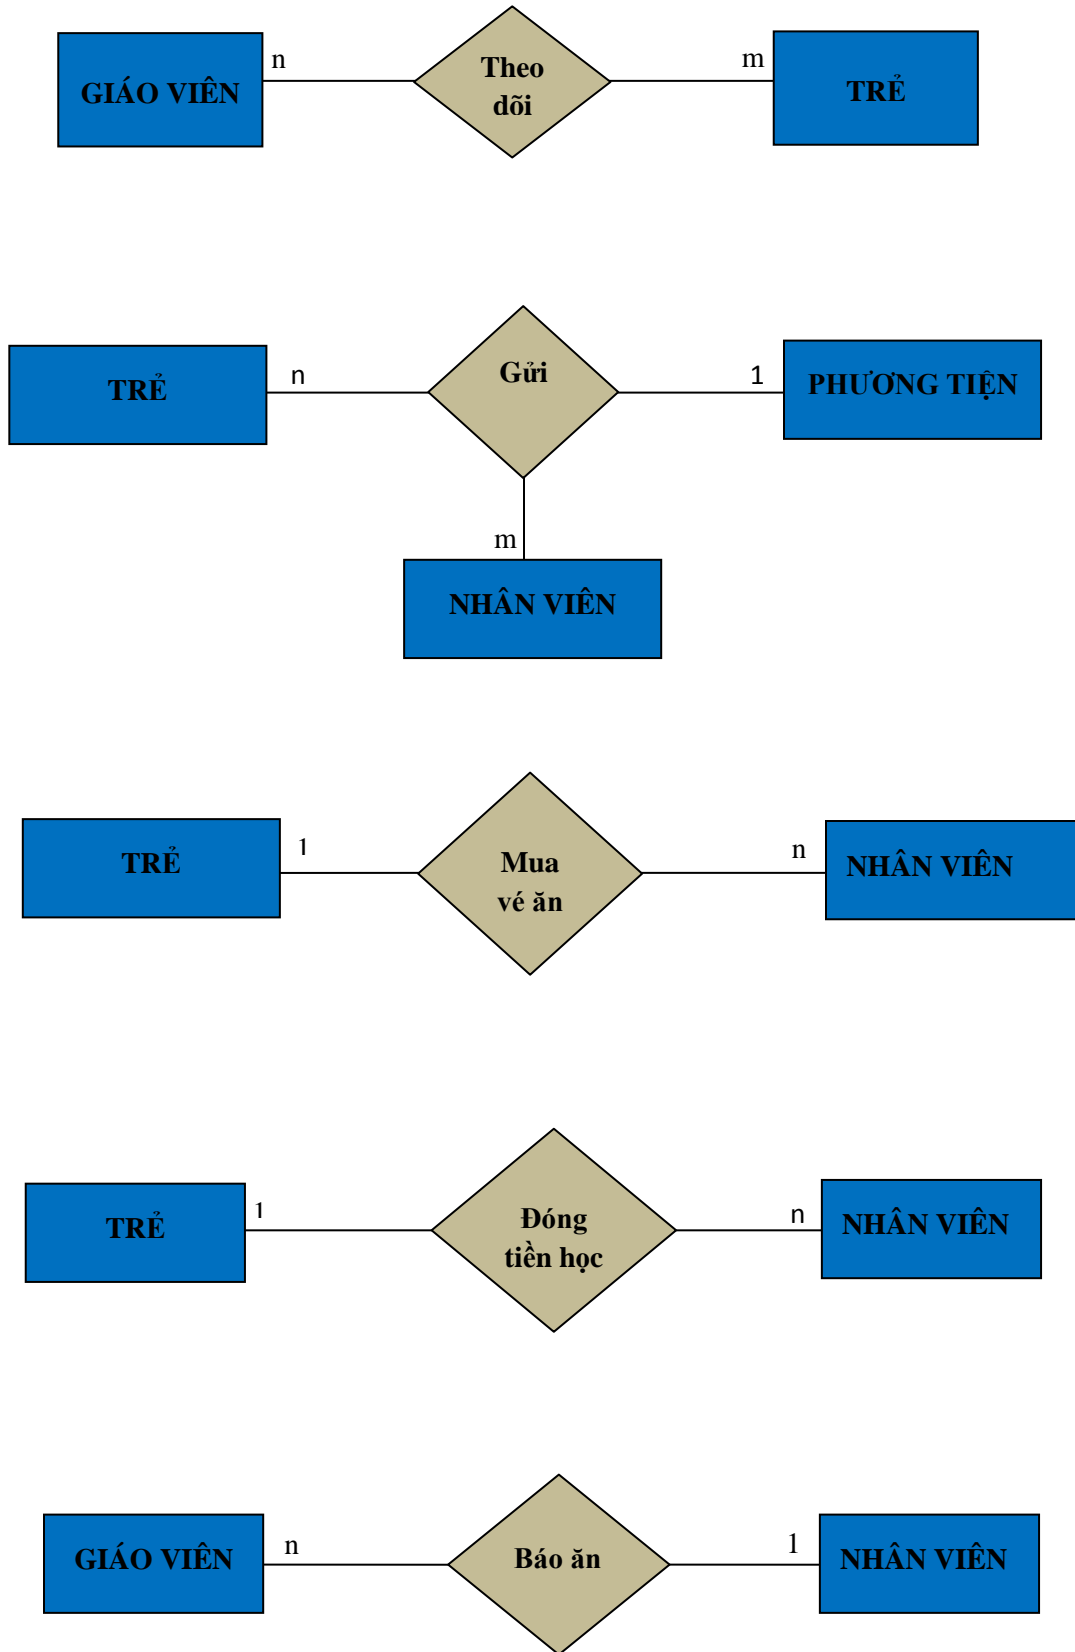 GIÁO VIÊN
n
Theo
dõi
m
TRẺ
TRẺ
n
Gửi
1
PHƯƠNG TIỆN
m
NHÂN VIÊN
TRẺ
1
Mua
vé ăn
n
NHÂN VIÊN
TRẺ
1
Đóng
tiền học
n
NHÂN VIÊN
GIÁO VIÊN
n
Báo ăn
1
NHÂN VIÊN